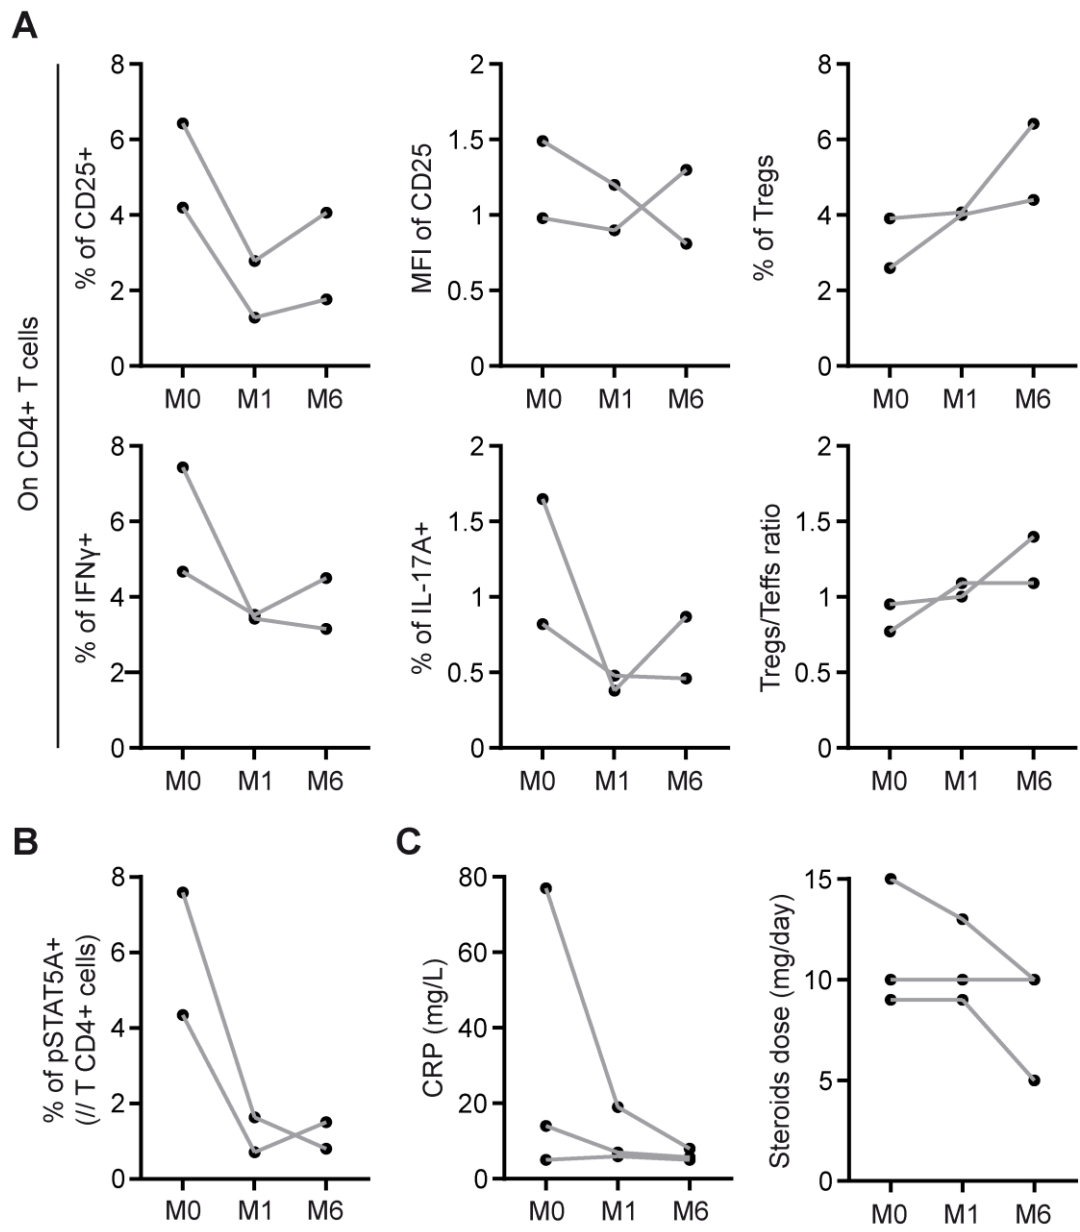 A
On CD4+ T cells
% of CD25+
8
6
4
2
0
M0 M1 M6
MFI of CD25
2
1.5
1
0.5
0
M0 M1 M6
% of Tregs
8
6
4
2
0
M0 M1 M6
% of IFNγ+
8
6
4
2
0
M0 M1 M6
% of IL-17A+
2
1.5
1
0.5
0
M0 M1 M6
Tregs/Teffs ratio
2
1.5
1
0.5
0
M0 M1 M6
B
% of pSTAT5A+
(// T CD4+ cells)
8
6
4
2
0
M0 M1 M6
C
CRP (mg/L)
80
60
40
20
0
M0 M1 M6
Steroids dose (mg/day)
15
10
5
0
M0 M1 M6